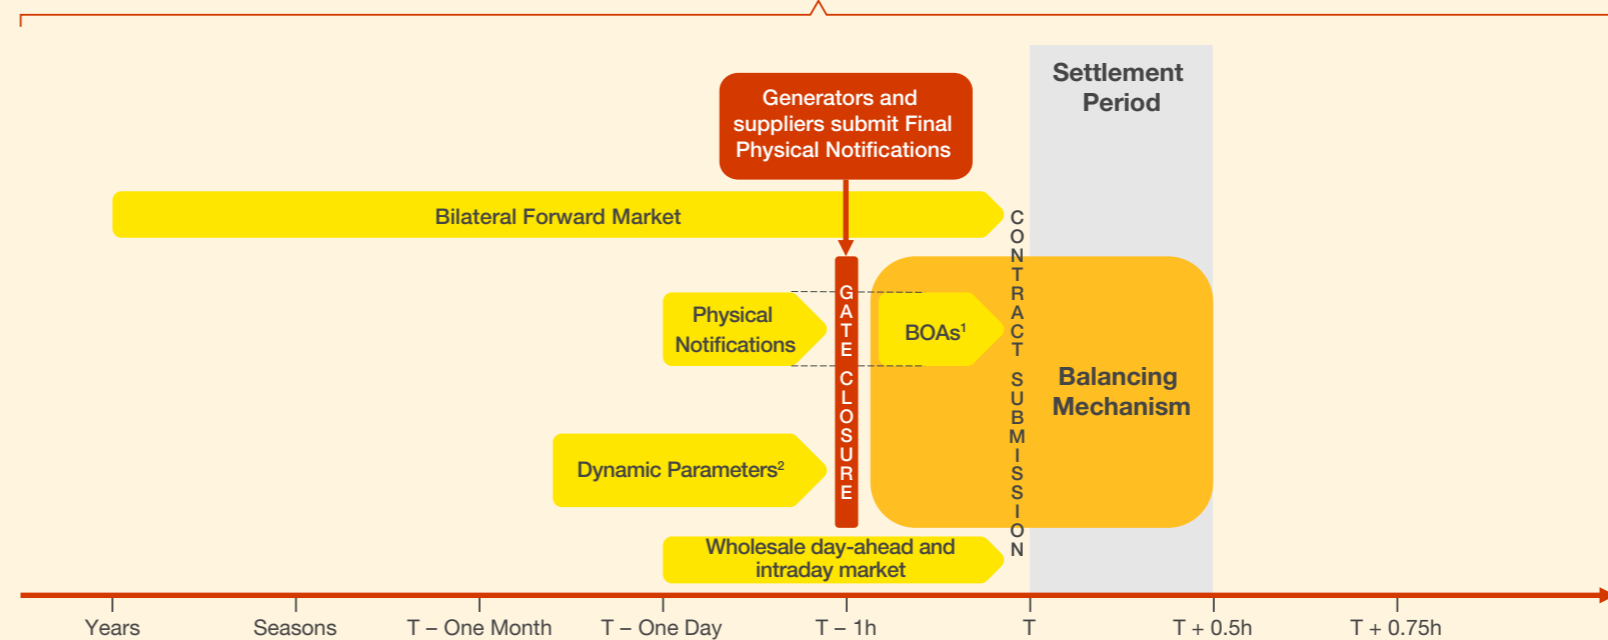 Settlement
Period
Generators and
suppliers submit Final
Physical Notifications
Bilateral Forward Market
CONTRACT SUBMISSION
GATE CLOSURE
Physical
Notifications
BOAs¹
Balancing
Mechanism
Dynamic Parameters²
Wholesale day-ahead and
intraday market
Years
Seasons
T – One Month
T – One Day
T – 1h
T
T + 0.5h
T + 0.75h